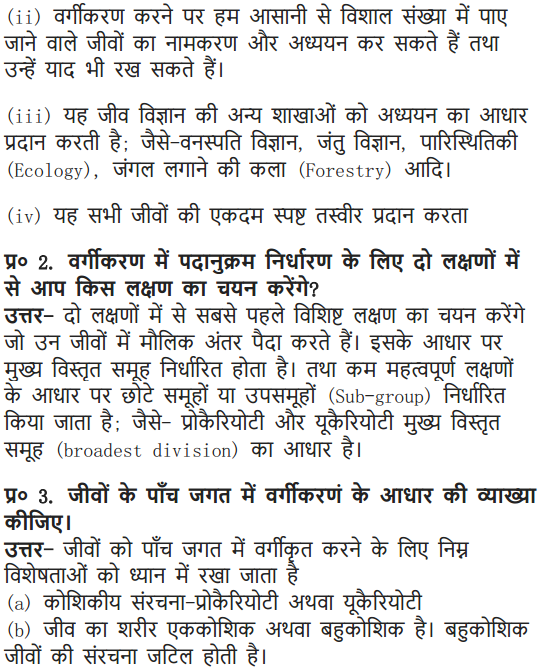 (ii) वर्गीकरण करने पर हम आसानी से विशाल संख्या में पाए
जाने वाले जीवों का नामकरण और अध्ययन कर सकते हैं तथा
उन्हें याद भी रख सकते हैं।
(iii) यह जीव विज्ञान की अन्य शाखाओं को अध्ययन का आधार
प्रदान करती है; जैसे-वनस्पति विज्ञान, जंतु विज्ञान, पारिस्थितिकी
(Ecology), जंगल लगाने की कला (Forestry) आदि।
(iv) यह सभी जीवों की एकदम स्पष्ट तस्वीर प्रदान करता
प्र० 2. वर्गीकरण में पदानुक्रम निर्धारण के लिए दो लक्षणों में
से आप किस लक्षण का चयन करेंगे?
उत्तर- दो लक्षणों में से सबसे पहले विशिष्ट लक्षण का चयन करेंगे
जो उन जीवों में मौलिक अंतर पैदा करते हैं। इसके आधार पर
मुख्य विस्तृत समूह निर्धारित होता है। तथा कम महत्वपूर्ण लक्षणों
के आधार पर छोटे समूहों या उपसमूहों (Sub-group) निर्धारित
किया जाता है; जैसे- प्रोकैरियोटी और यूकैरियोटी मुख्य विस्तृत
समूह (broadest division) का आधार है।
प्र० 3. जीवों के पाँच जगत में वर्गीकरणं के आधार की व्याख्या
कीजिए।
उत्तर- जीवों को पाँच जगत में वर्गीकृत करने के लिए निम्न
विशेषताओं को ध्यान में रखा जाता है
(a) कोशिकीय संरचना-प्रोकैरियोटी अथवा यूकैरियोटी
(b) जीव का शरीर एककोशिक अथवा बहुकोशिक है। बहुकोशिक
जीवों की संरचना जटिल होती है।